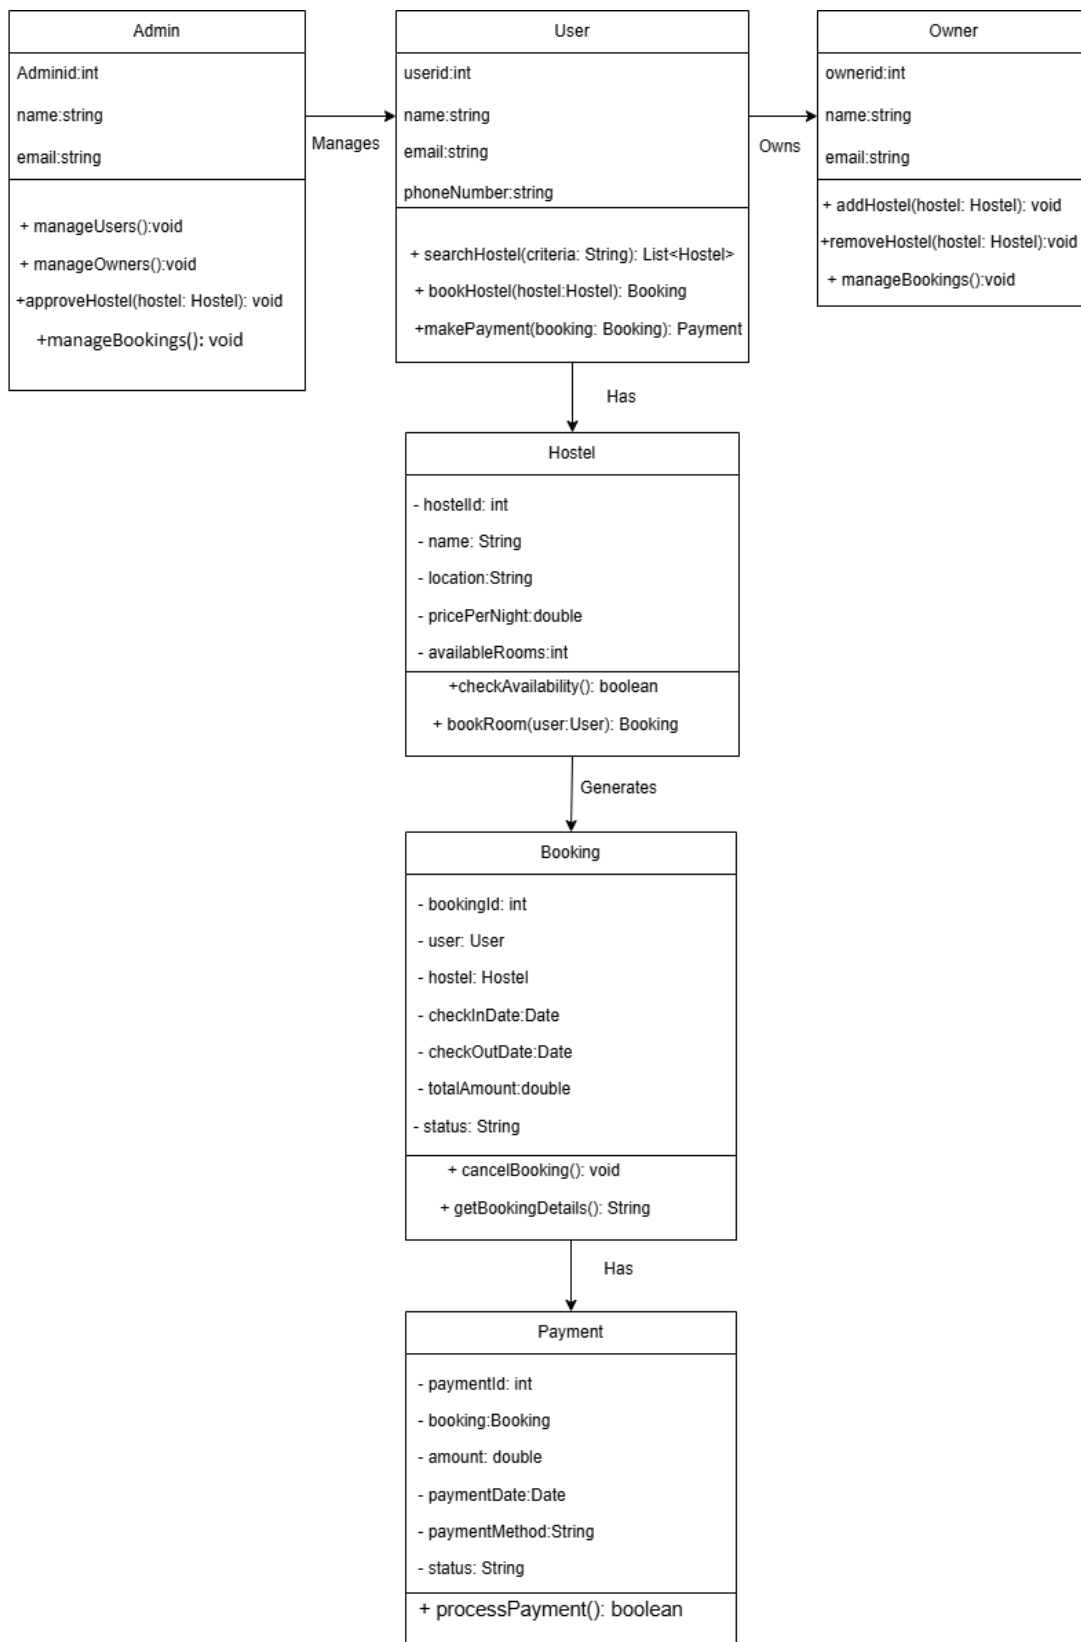 Admin
Adminid:int
name:string
email:string
+ manageUsers():void
+ manageOwners():void
+approveHostel(hostel: Hostel): void
+manageBookings(): void
Manages
User
userid:int
name:string
email:string
phoneNumber:string
+ searchHostel(criteria: String): List<Hostel>
+ bookHostel(hostel:Hostel): Booking
+makePayment(booking: Booking): Payment
Owns
Owner
ownerid:int
name:string
email:string
+ addHostel(hostel: Hostel): void
+removeHostel(hostel: Hostel):void
+ manageBookings():void
Has
Hostel
- hostelId: int
- name: String
- location:String
- pricePerNight:double
- availableRooms:int
+checkAvailability(): boolean
+ bookRoom(user:User): Booking
Generates
Booking
- bookingId: int
- user: User
- hostel: Hostel
- checkInDate:Date
- checkOutDate:Date
- totalAmount:double
- status: String
+ cancelBooking(): void
+ getBookingDetails(): String
Has
Payment
- paymentId: int
- booking:Booking
- amount: double
- paymentDate:Date
- paymentMethod:String
- status: String
+ processPayment(): boolean